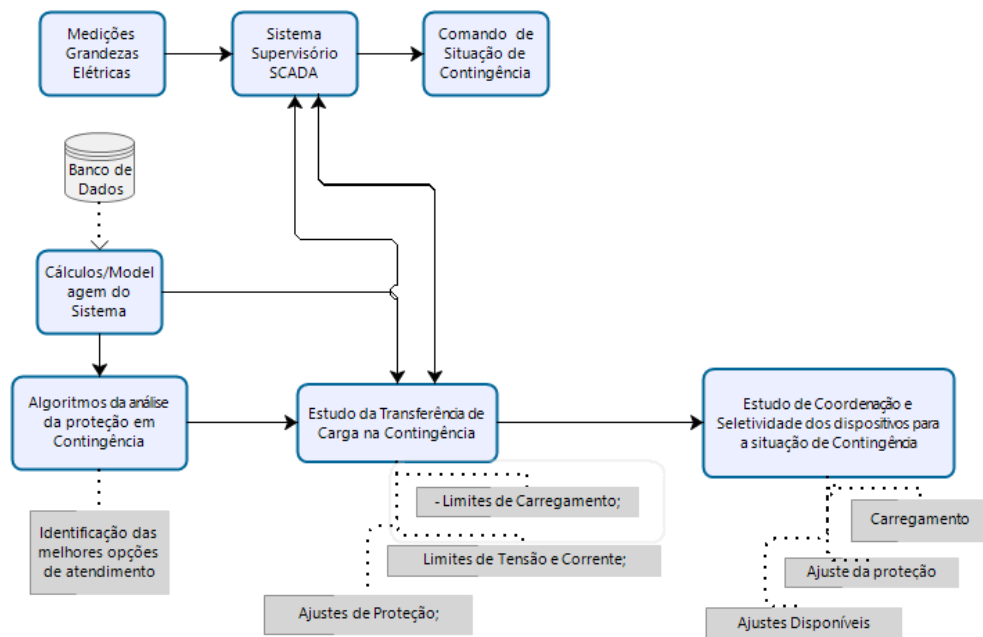 Medições
Grandezas
Elétricas
Sistema
Supervisório
SCADA
Comando de
Situação de
Contingência
Banco de
Dados
Cálculos/Model
agem do
Sistema
Algoritmos da análise
da proteção em
Contingência
Estudo da Transferência de
Carga na Contingência
Estudo de Coordenação e
Seletividade dos dispositivos para
a situação de Contingência
Identificação das
melhores opções
de atendimento
- Limites de Carregamento;
Limites de Tensão e Corrente;
Ajustes de Proteção;
Carregamento
Ajuste da proteção
Ajustes Disponíveis